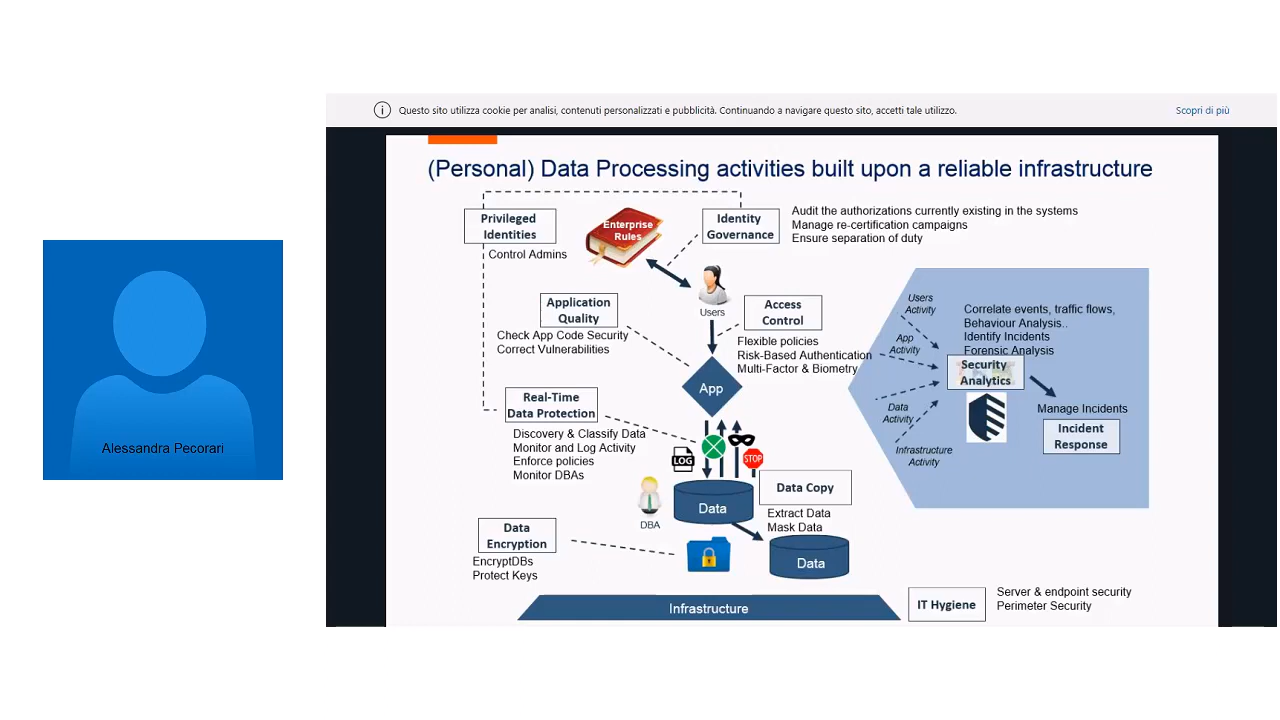 Questo sito utilizza cookie per analisi, contenuti personalizzati e pubblicità. Continuando a navigare questo sito, accetti tale utilizzo.
Scopri di più
(Personal) Data Processing activities built upon a reliable infrastructure
Privileged
Identities
Control Admins
Enterprise
Rules
Identity
Governance
Audit the authorizations currently existing in the systems
Manage re-certification campaigns
Ensure separation of duty
Users
Application
Quality
Check App Code Security
Correct Vulnerabilities
Access
Control
Flexible policies
Risk-Based Authentication
Multi-Factor & Biometry
App
Users
Activity
App
Activity
Data
Activity
Infrastructure
Activity
Correlate events, traffic flows,
Behaviour Analysis..
Identify Incidents
Forensic Analysis
Security
Analytics
Manage Incidents
Incident
Response
Real-Time
Data Protection
Discovery & Classify Data
Monitor and Log Activity
Enforce policies
Monitor DBAs
LOG
STOP
Alessandra Pecorari
DBA
Data
Data Copy
Extract Data
Mask Data
Data
Data
Encryption
EncryptDBs
Protect Keys
Infrastructure
IT Hygiene
Server & endpoint security
Perimeter Security